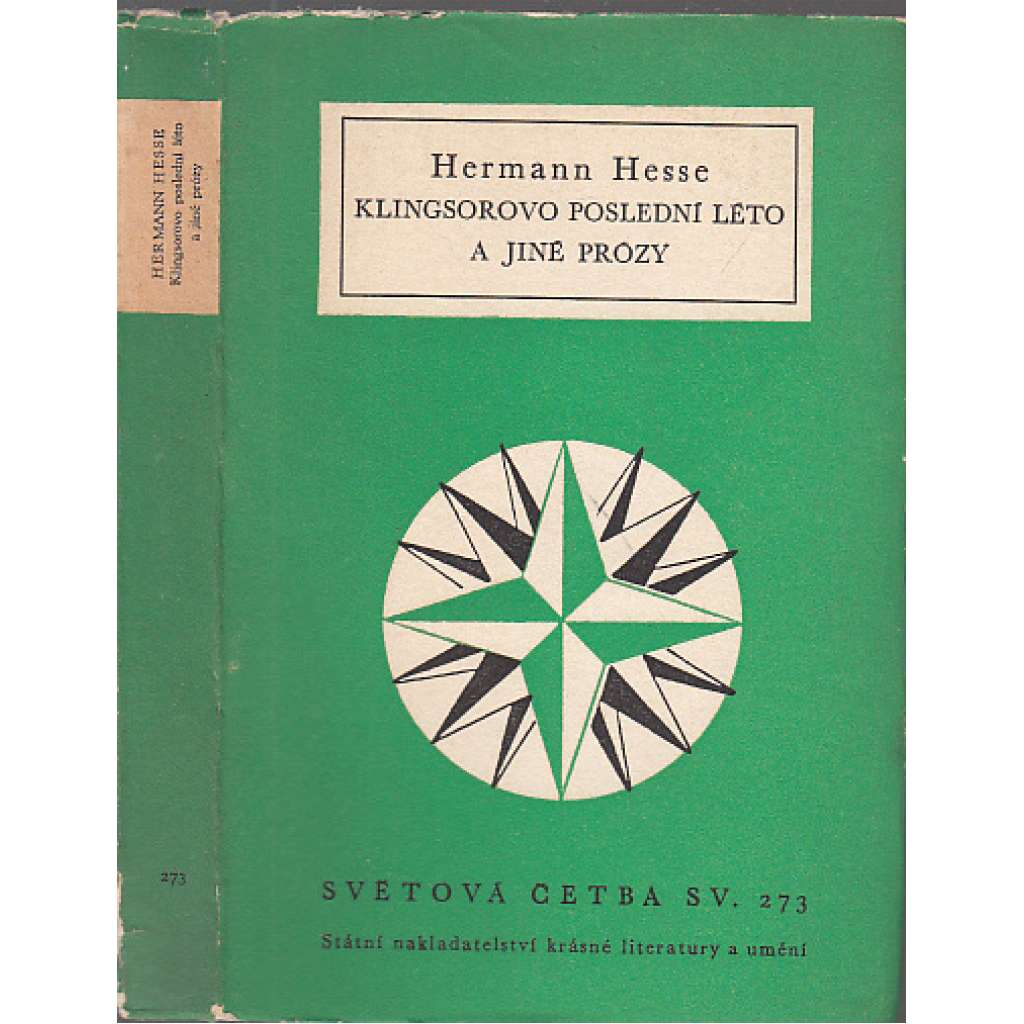 HERMANN HESSE
Klingsorovo poslední léto
a jiné prózy
273
Hermann Hesse
KLINGSOROVO POSLEDNÍ LÉTO
A JINÉ PRÓZY
SVĚTOVÁ ČETBA SV. 273
Státní nakladatelství krásné literatury a umění